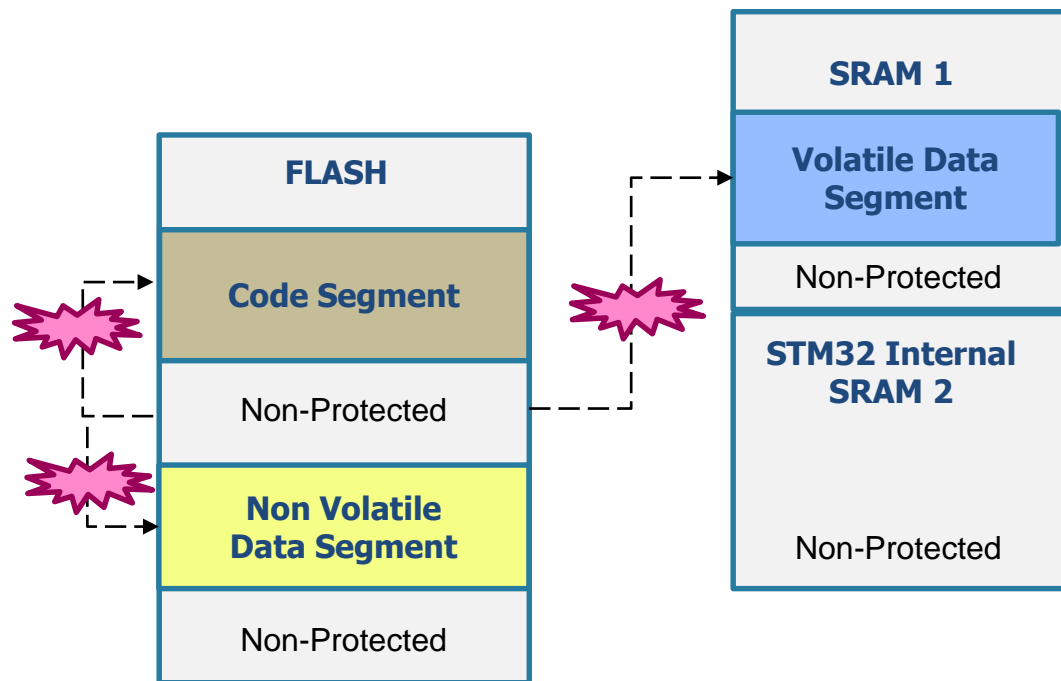 FLASH
Code Segment
Non-Protected
Non Volatile
Data Segment
Non-Protected
SRAM 1
Volatile Data
Segment
Non-Protected
STM32 Internal
SRAM 2
Non-Protected